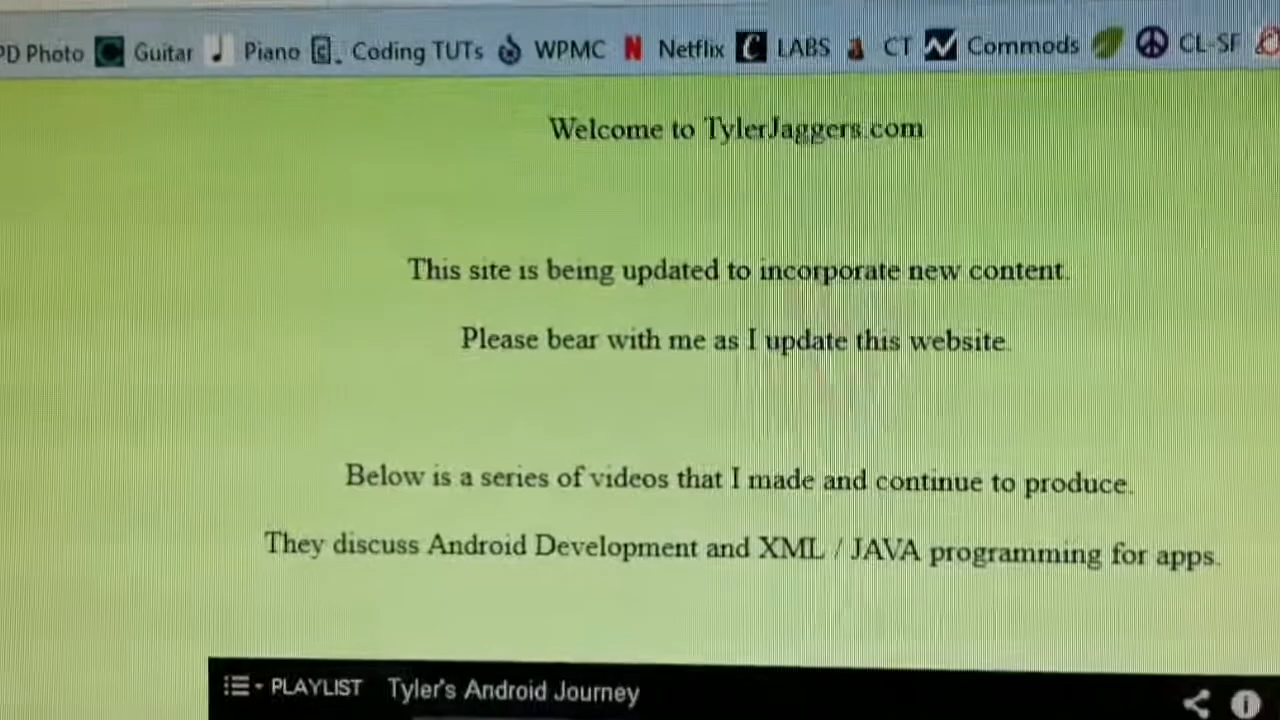 PD Photo Guitar Piano Coding TUTs WPMC Netflix LABS CT Commods CL-SF
Welcome to TylerJaggers.com
This site is being updated to incorporate new content.
Please bear with me as I update this website.
Below is a series of videos that I made and continue to produce.
They discuss Android Development and XML / JAVA programming for apps.
PLAYLIST Tyler's Android Journey